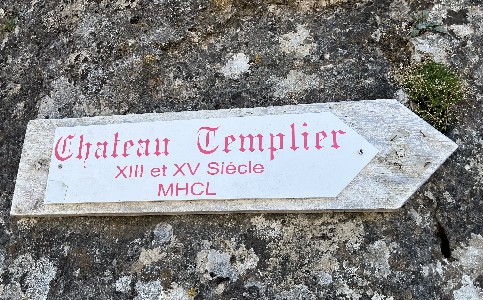 Chateau Templier
XIII et XV Siécle
MHCL